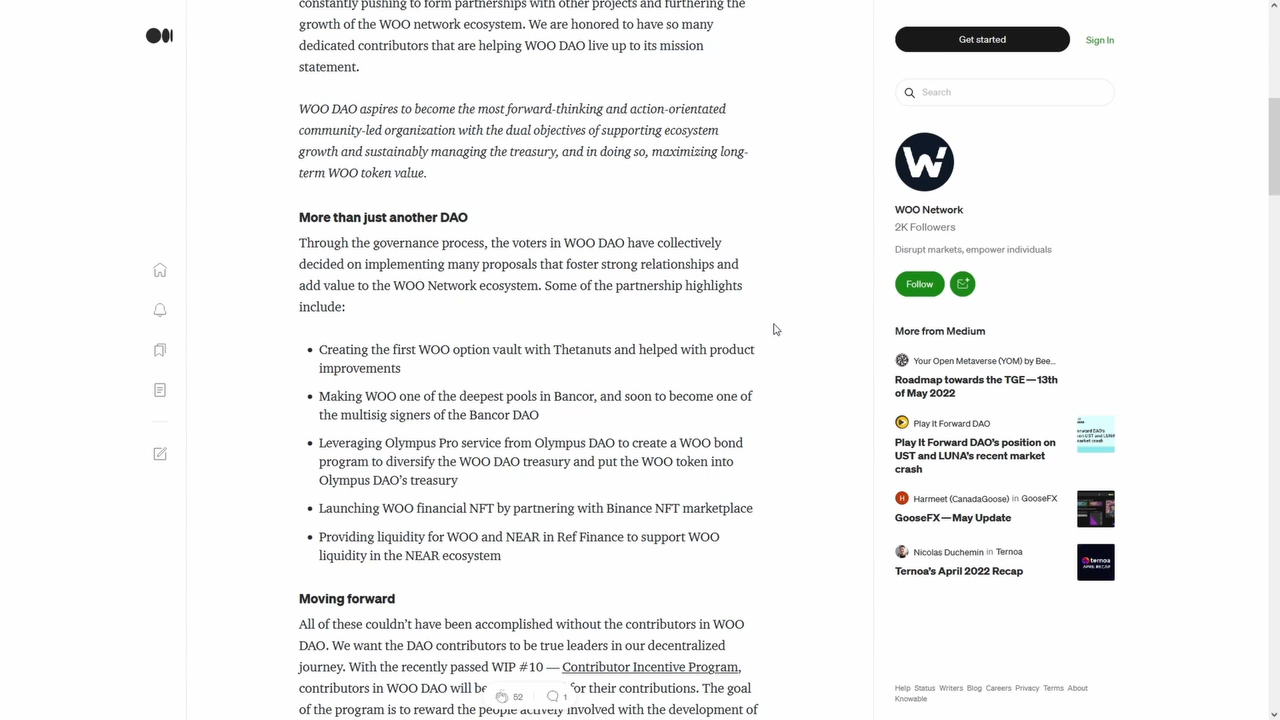 constantly pushing to form partnerships with other projects and furthering the
growth of the WOO network ecosystem. We are honored to have so many
dedicated contributors that are helping WOO DAO live up to its mission
statement.
WOO DAO aspires to become the most forward-thinking and action-orientated
community-led organization with the dual objectives of supporting ecosystem
growth and sustainably managing the treasury, and in doing so, maximizing long-
term WOO token value.
More than just another DAO
Through the governance process, the voters in WOO DAO have collectively
decided on implementing many proposals that foster strong relationships and
add value to the WOO Network ecosystem. Some of the partnership highlights
include:
• Creating the first WOO option vault with Thetanuts and helped with product
improvements
• Making WOO one of the deepest pools in Bancor, and soon to become one of
the multisig signers of the Bancor DAO
• Leveraging Olympus Pro service from Olympus DAO to create a WOO bond
program to diversify the WOO DAO treasury and put the WOO token into
Olympus DAO's treasury
• Launching WOO financial NFT by partnering with Binance NFT marketplace
• Providing liquidity for WOO and NEAR in Ref Finance to support WOO
liquidity in the NEAR ecosystem
Moving forward
All of these couldn't have been accomplished without the contributors in WOO
DAO. We want the DAO contributors to be true leaders in our decentralized
journey. With the recently passed WIP #10 — Contributor Incentive Program,
contributors in WOO DAO will be for their contributions. The goal
of the program is to reward the people actively involved with the development of
52
1
Get started
Sign In
Search
W
WOO Network
2K Followers
Disrupt markets, empower individuals
Follow
More from Medium
Your Open Metaverse (YOM) by Bee...
Roadmap towards the TGE — 13th
of May 2022
Play It Forward DAO
Play It Forward DAO's position on
UST and LUNA's recent market
crash
H
Harmeet (CanadaGoose) in GooseFX
GooseFX — May Update
Nicolas Duchemin in Ternoa
Ternoa's April 2022 Recap
ternoa
APRIL RECAP
Help Status Writers Blog Careers Privacy Terms About
Knowable